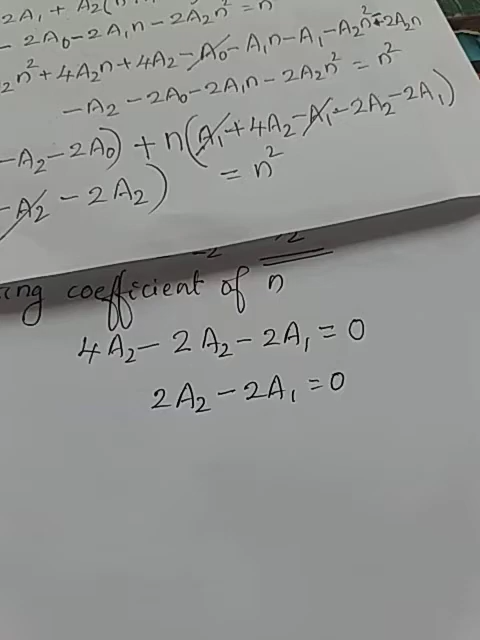 2A₁ + A₂(
- 2A₀ - 2A₁n - 2A₂n² = n
2n² + 4A₂n + 4A₂ - A₀ - A₁n - A₁ - A₂n² + 2A₂n
- A₂ - 2A₀ - 2A₁n - 2A₂n² = n²
- A₂ - 2A₀) + n(A₁ + 4A₂ - A₁ - 2A₂ - 2A₁)
- A₂ - 2A₂) = n²
ing coefficient of n
4A₂ - 2A₂ - 2A₁ = 0
2A₂ - 2A₁ = 0